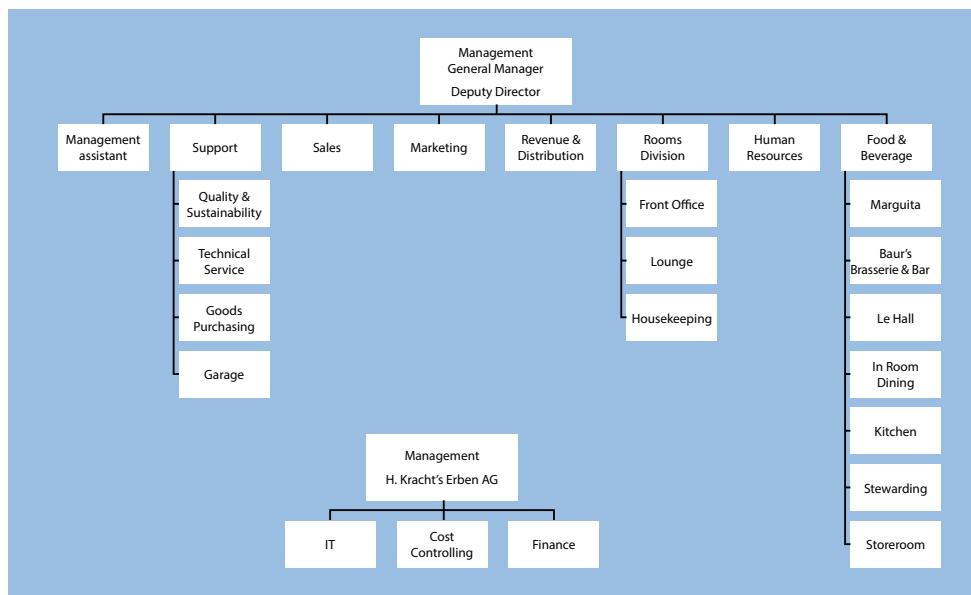 Management
General Manager
Deputy Director
Management
assistant
Support
Sales
Marketing
Revenue &
Distribution
Rooms
Division
Human
Resources
Food &
Beverage
Quality &
Sustainability
Technical
Service
Goods
Purchasing
Garage
Front Office
Lounge
Housekeeping
Marguita
Baur's
Brasserie & Bar
Le Hall
In Room
Dining
Kitchen
Stewarding
Storeroom
Management
H. Kracht's Erben AG
IT
Cost
Controlling
Finance